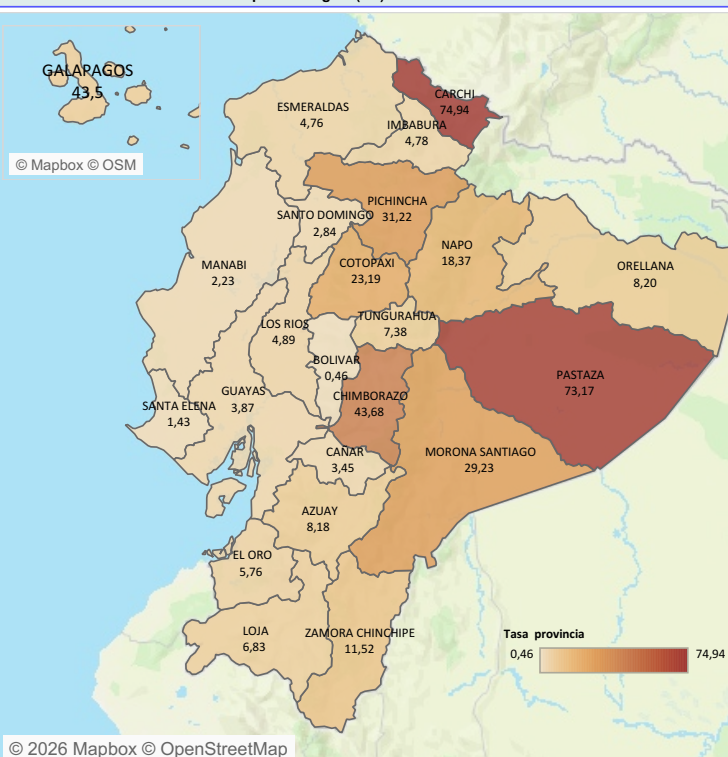 GALAPAGOS
43,5
© Mapbox © OSM
ESMERALDAS
4,76
CARCHI
74,94
IMBABURA
4,78
PICHINCHA
31,22
SANTO DOMINGO
2,84
NAPO
18,37
COTOPAXI
23,19
MANABI
2,23
ORELLANA
8,20
TUNGURAHUA
7,38
LOS RIOS
4,89
BOLIVAR
0,46
PASTAZA
73,17
GUAYAS
3,87
CHIMBORAZO
43,68
SANTA ELENA
1,43
CAÑAR
3,45
MORONA SANTIAGO
29,23
AZUAY
8,18
EL ORO
5,76
LOJA
6,83
ZAMORA CHINCHIPE
11,52
Tasa provincia
0,46 74,94
© 2026 Mapbox © OpenStreetMap